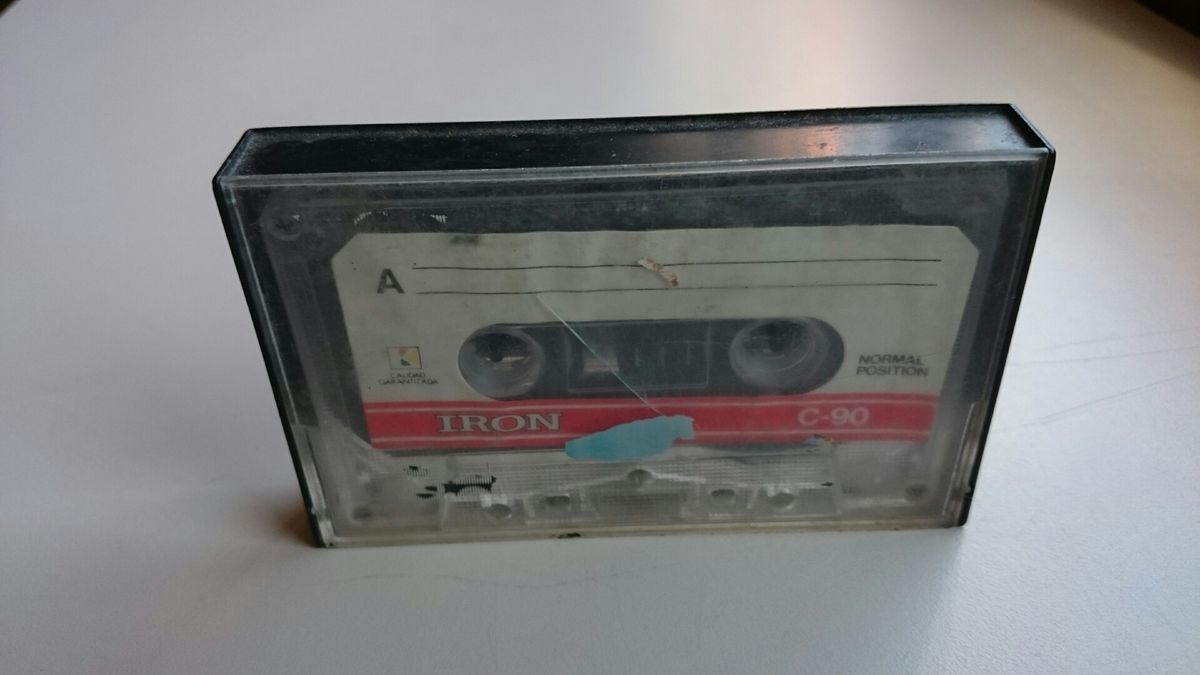 A
NORMAL
POSITION
CALIDAD
GARANTIZADA
IRON
C-90